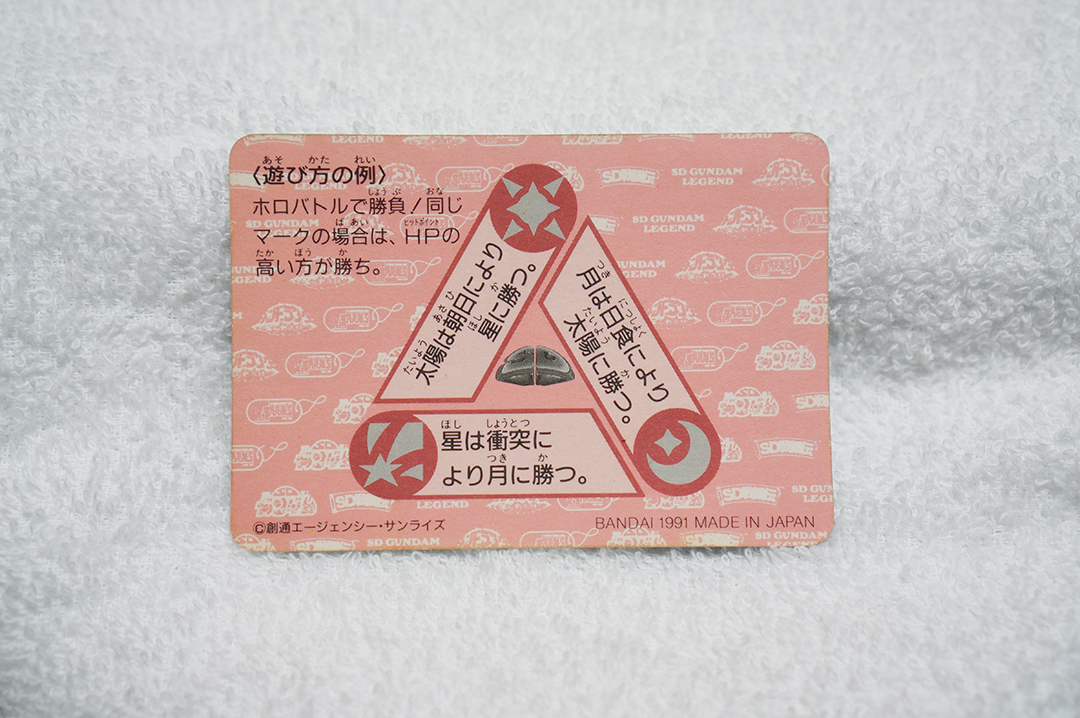 〈遊び方の例〉
ホロバトルで勝負/同じ
マークの場合は、HPの
高い方が勝ち。
太陽は朝日により
星に勝つ。
月は日食により
太陽に勝つ。
星は衝突に
より月に勝つ。
©創通エージェンシー・サンライズ
BANDAI 1991 MADE IN JAPAN
SD GUNDAM
LEGEND